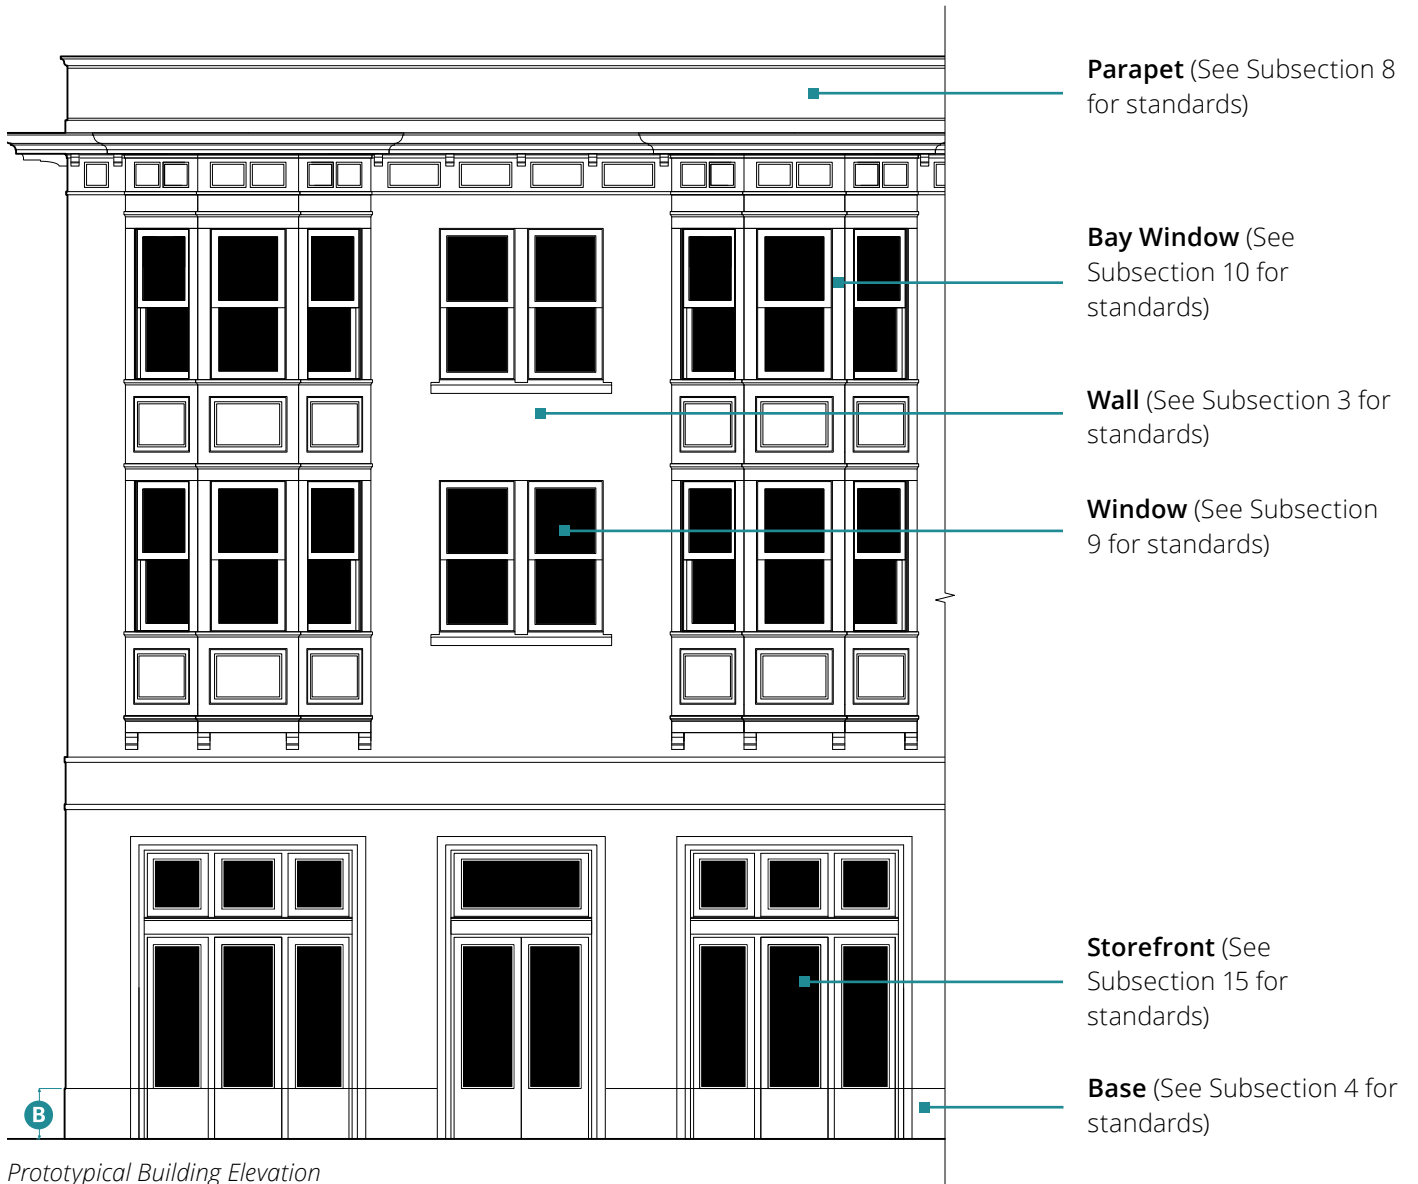 Parapet (See Subsection 8
for standards)
Bay Window (See
Subsection 10 for
standards)
Wall (See Subsection 3 for
standards)
Window (See Subsection
9 for standards)
Storefront (See
Subsection 15 for
standards)
Base (See Subsection 4 for
standards)
B
Prototypical Building Elevation